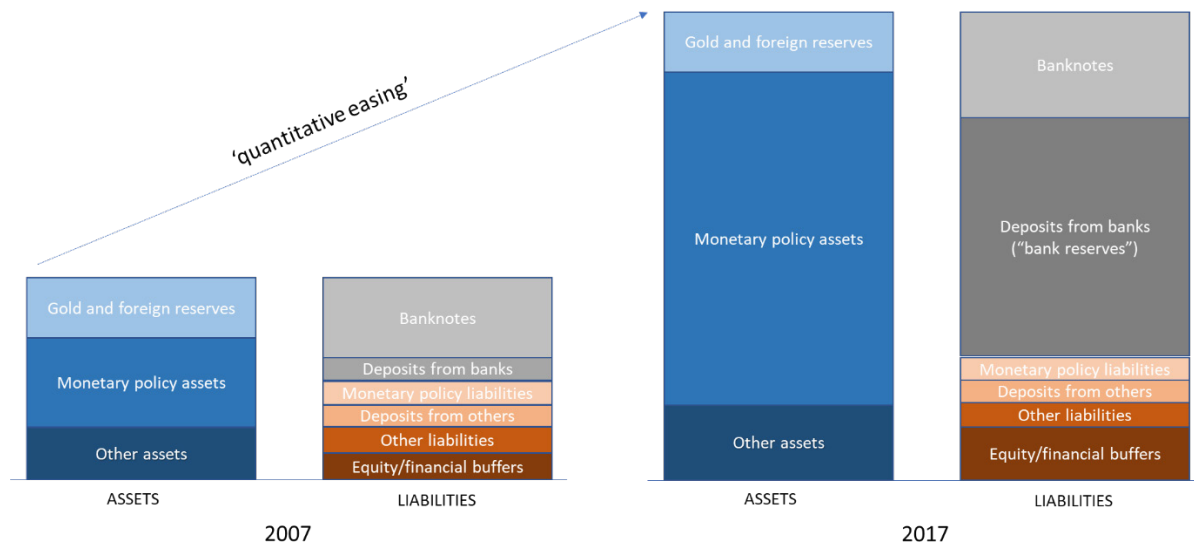 ‘quantitative easing’
Gold and foreign reserves
Monetary policy assets
Other assets
ASSETS
Banknotes
Deposits from banks
Monetary policy liabilities
Deposits from others
Other liabilities
Equity/financial buffers
LIABILITIES
2007
Gold and foreign reserves
Monetary policy assets
Other assets
ASSETS
Banknotes
Deposits from banks
(“bank reserves”)
Monetary policy liabilities
Deposits from others
Other liabilities
Equity/financial buffers
LIABILITIES
2017